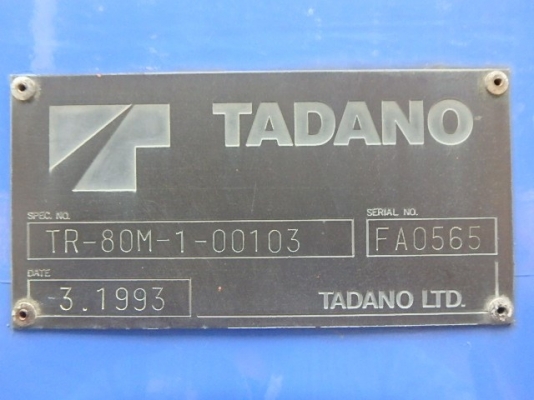 TADANO
SPEC. NO.
TR-80M-1-00103
SERIAL NO.
FA0565
DATE
3.1993
TADANO LTD.